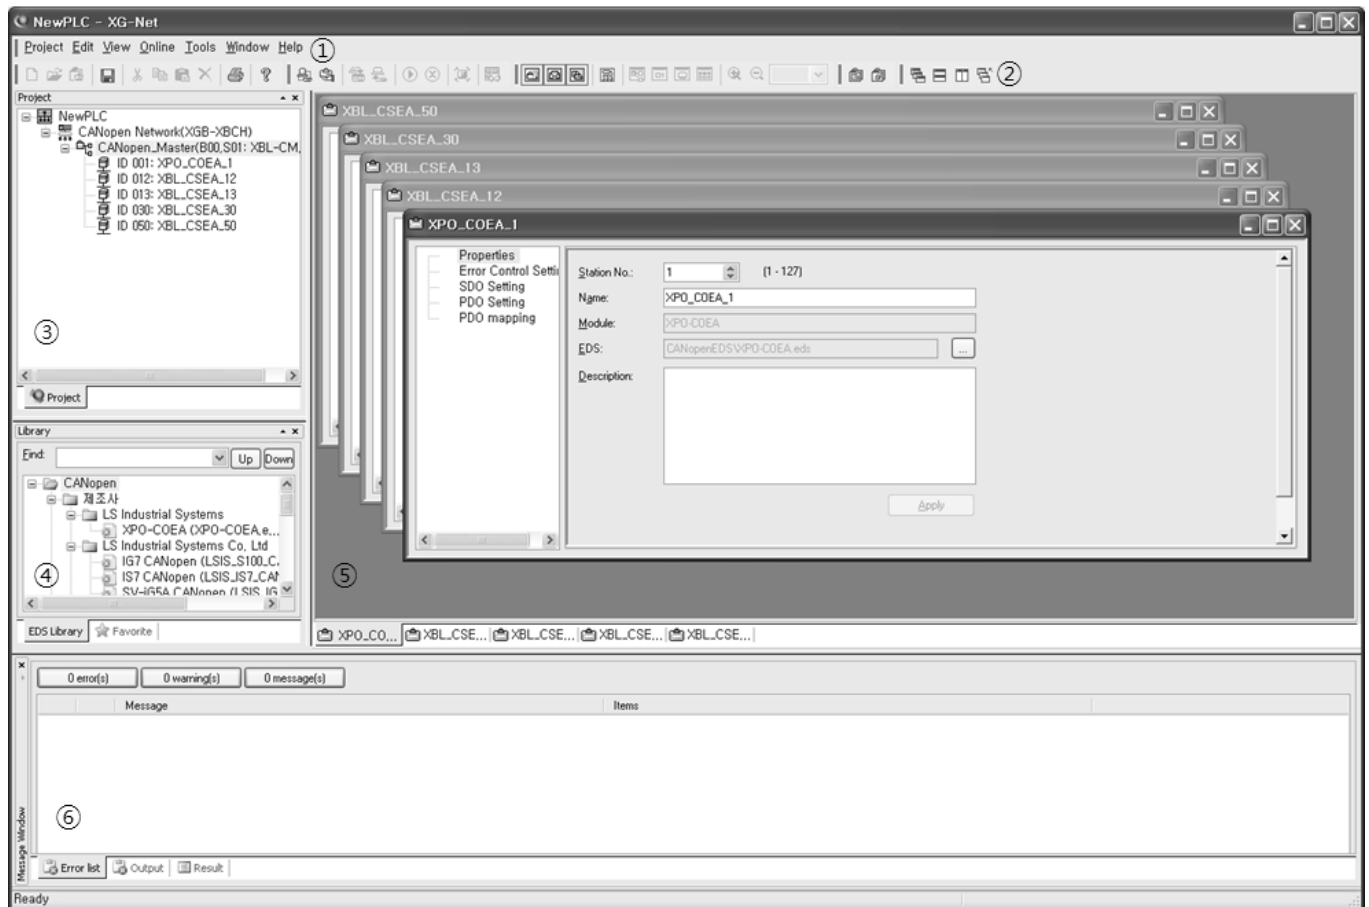 NewPLC - XG-Net
Project Edit View Online Tools Window Help ①
②
Project
NewPLC
CANopen Network(XGB-XBCH)
CANopen_Master(B00,S01: XBL-CM,
ID 001: XPO_COEA_1
ID 012: XBL_CSEA_12
ID 013: XBL_CSEA_13
ID 030: XBL_CSEA_30
ID 050: XBL_CSEA_50
③
Project
Library
Find: Up Down
CANopen
제조사
LS Industrial Systems
XPO-COEA (XPO-COEA.e...
LS Industrial Systems Co, Ltd
IG7 CANopen (LSIS_S100_C.
IS7 CANopen (LSIS_IS7_CAN
SV-iG5A CANopen (LSIS_IG
④
EDS Library Favorite
XBL_CSEA_50
XBL_CSEA_30
XBL_CSEA_13
XBL_CSEA_12
XPO_COEA_1
Properties
Error Control Settin
SDO Setting
PDO Setting
PDO mapping
Station No.: 1 (1 - 127)
Name: XPO_COEA_1
Module: XPO-COEA
EDS: CANopenEDS\XPO-COEA.eds ...
Description:
Apply
⑤
XPO_CO... XBL_CSE... XBL_CSE... XBL_CSE... XBL_CSE...
0 error(s) 0 warning(s) 0 message(s)
Message Items
⑥
Message Window
Error list Output Result
Ready